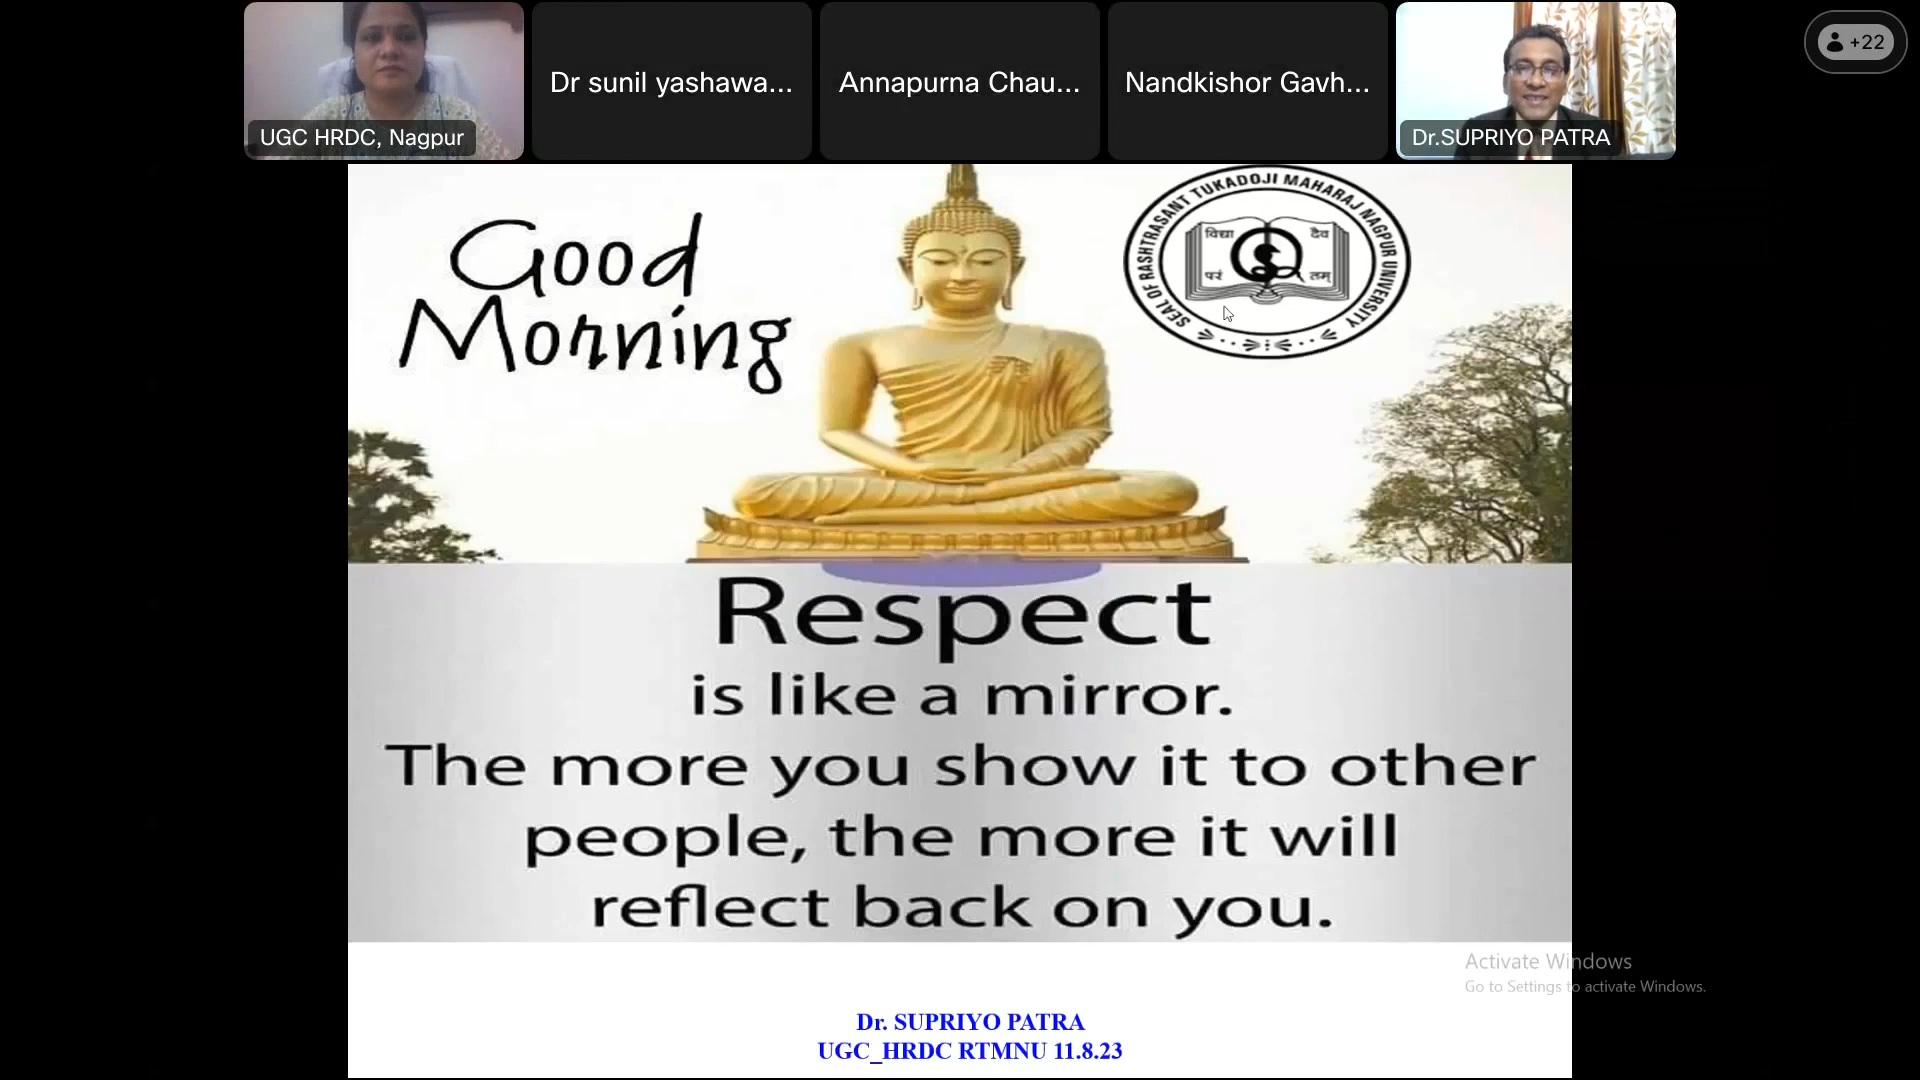 +22
UGC HRDC, Nagpur
Dr sunil yashawa...
Annapurna Chau...
Nandkishor Gavh...
Dr.SUPRIYO PATRA
Good
Morning
SEAL OF RASHTRASANT TUKADOJI MAHARAJ NAGPUR UNIVERSITY
विद्या दैव
परं तम्
Respect
is like a mirror.
The more you show it to other
people, the more it will
reflect back on you.
Activate Windows
Go to Settings to activate Windows.
Dr. SUPRIYO PATRA
UGC_HRDC RTMNU 11.8.23